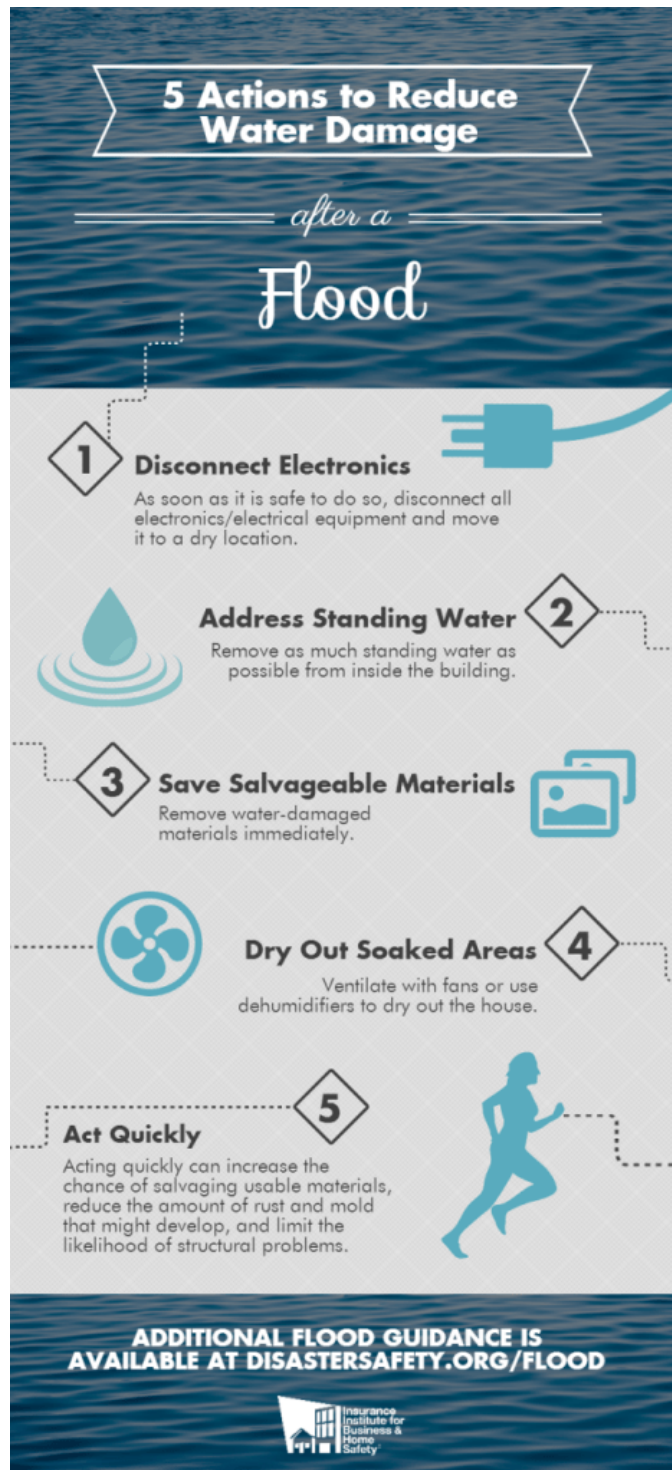 5 Actions to Reduce
Water Damage
after a
Flood
1
Disconnect Electronics
As soon as it is safe to do so, disconnect all
electronics/electrical equipment and move
it to a dry location.
Address Standing Water
2
Remove as much standing water as
possible from inside the building.
3
Save Salvageable Materials
Remove water-damaged
materials immediately.
Dry Out Soaked Areas
4
Ventilate with fans or use
dehumidifiers to dry out the house.
5
Act Quickly
Acting quickly can increase the
chance of salvaging usable materials,
reduce the amount of rust and mold
that might develop, and limit the
likelihood of structural problems.
ADDITIONAL FLOOD GUIDANCE IS
AVAILABLE AT DISASTERSAFETY.ORG/FLOOD
Insurance
Institute for
Business &
Home
Safety